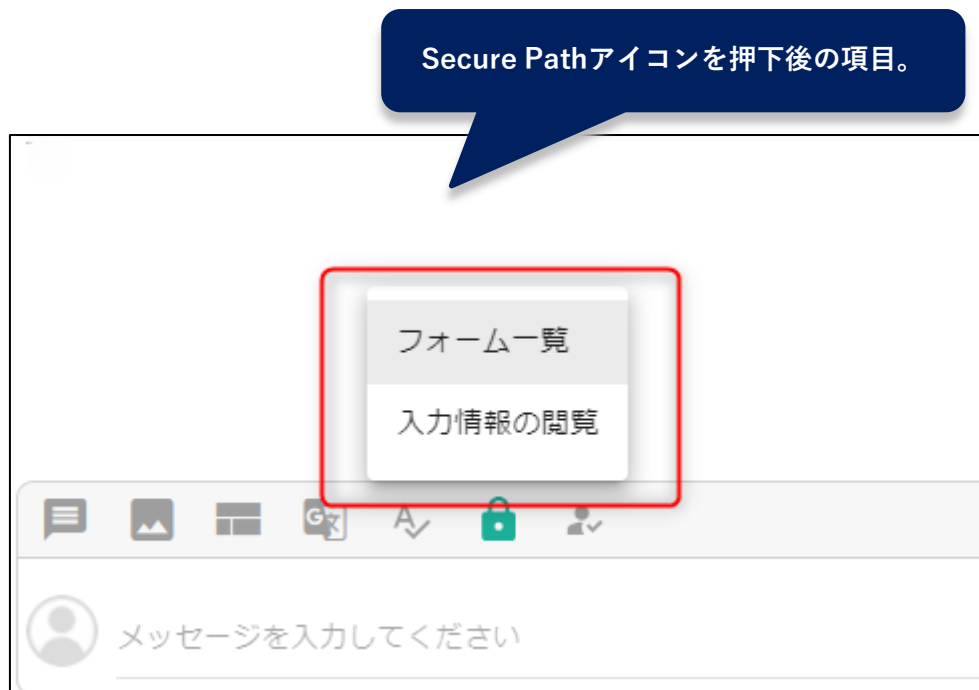 Secure Pathアイコンを押下後の項目。
フォーム一覧
入力情報の閲覧
G文
A
メッセージを入力してください